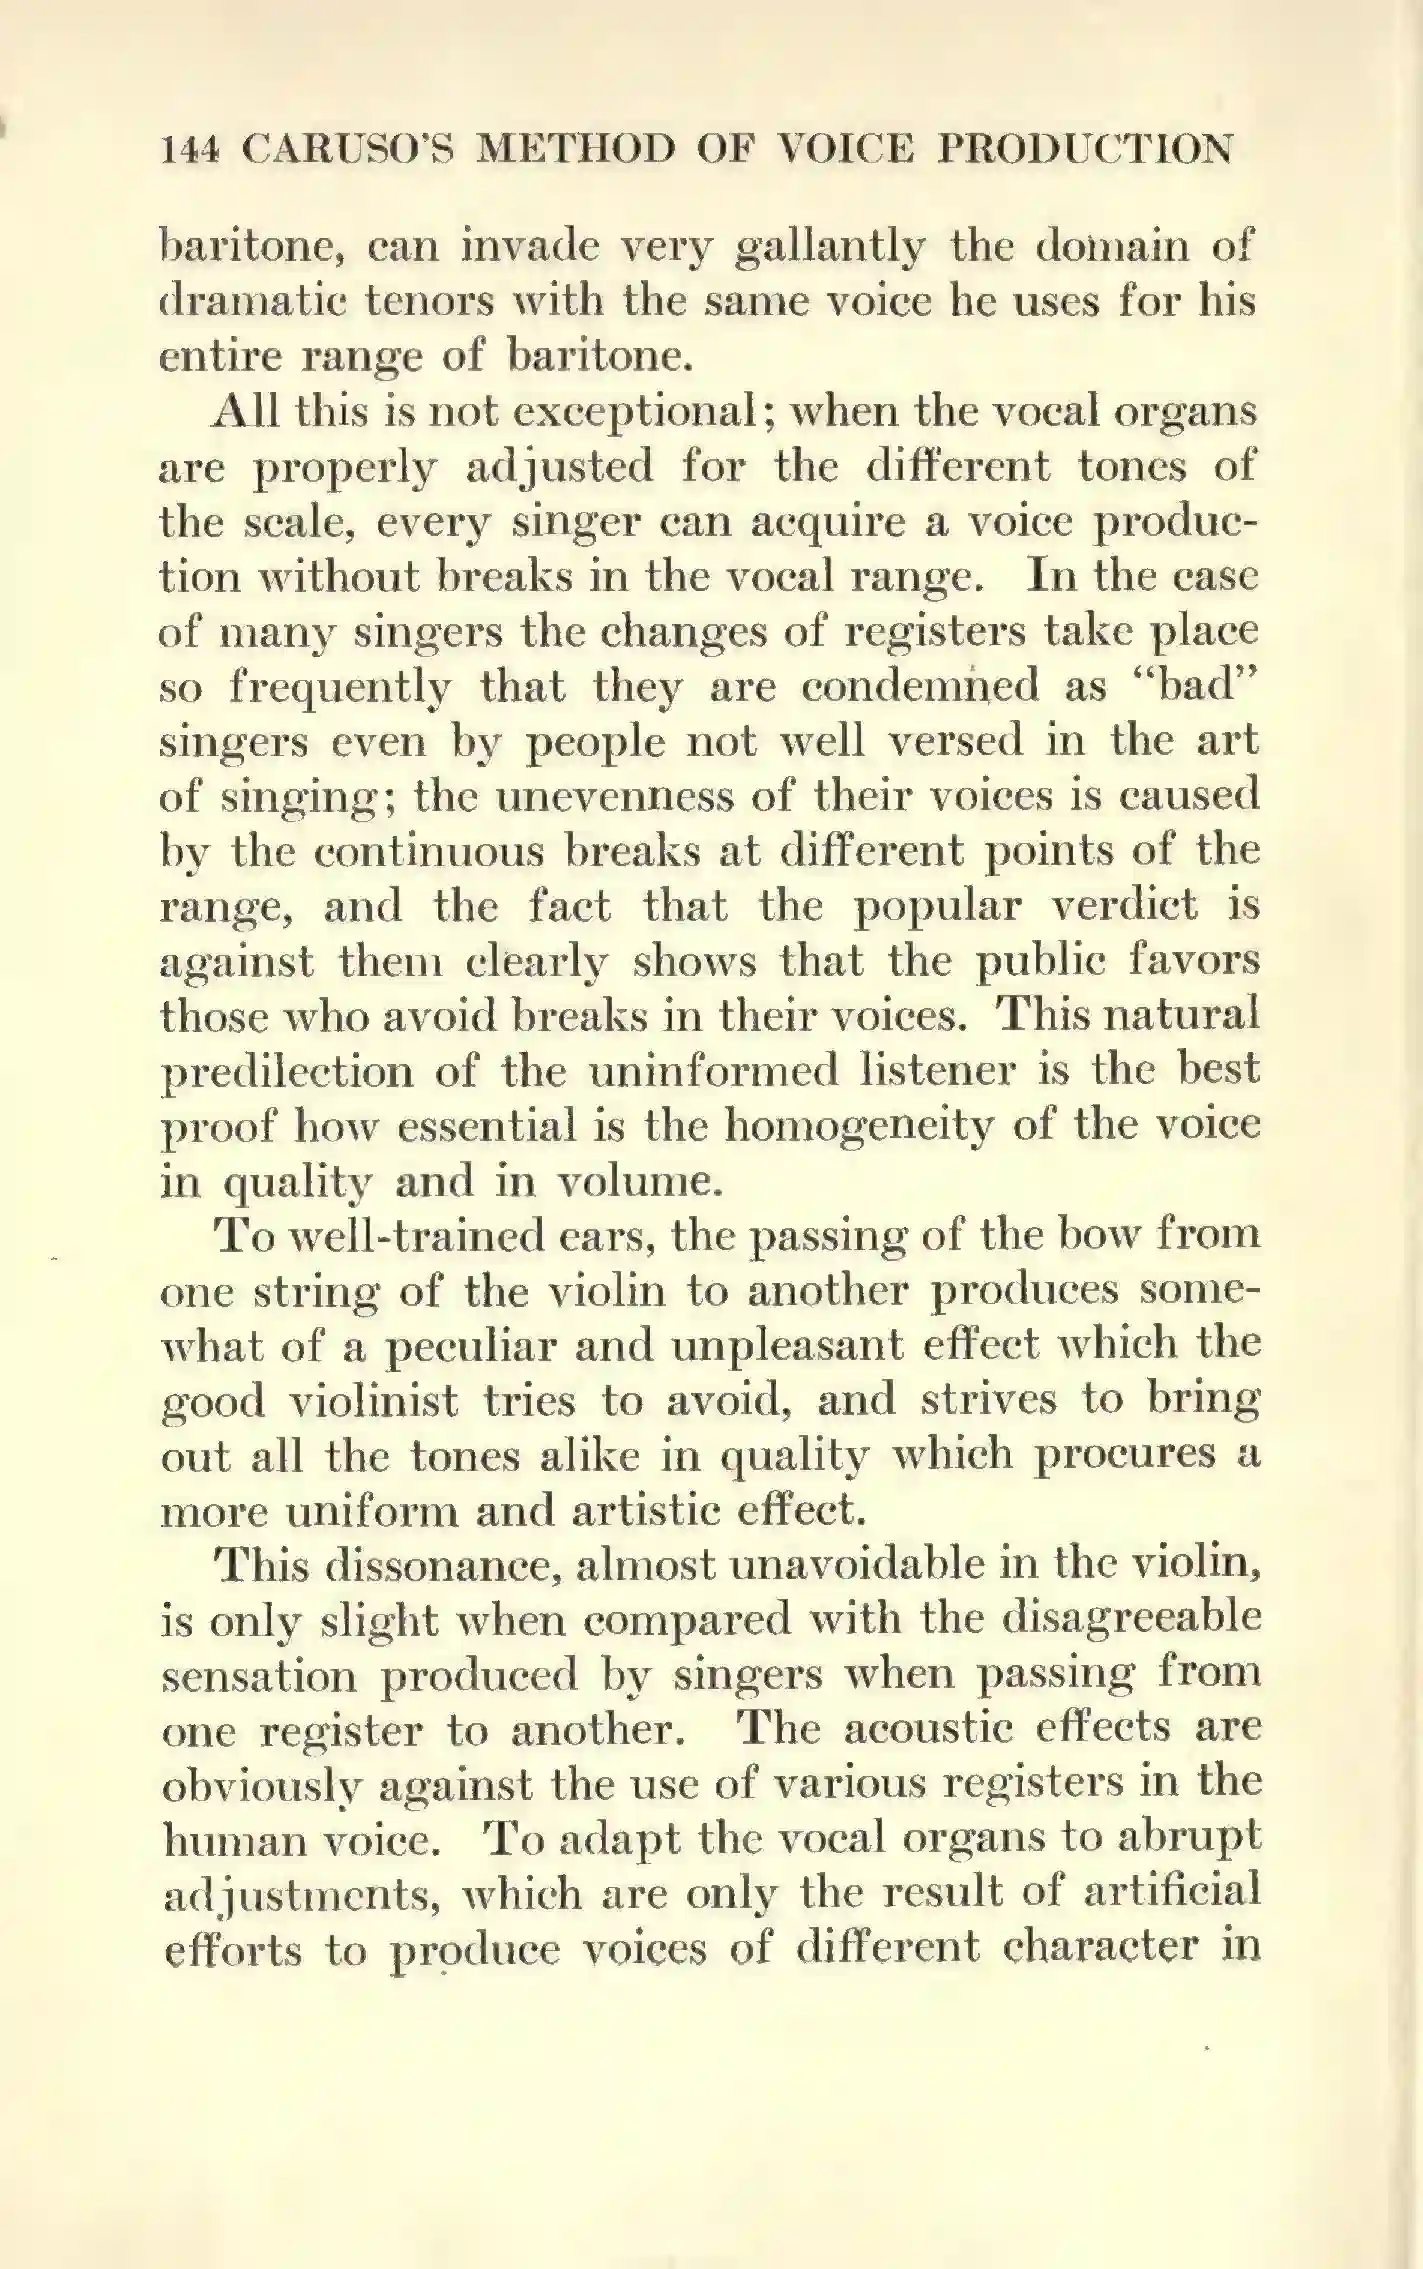 144 CARUSO'S METHOD OF VOICE PRODUCTION
baritone, can invade very gallantly the domain of
dramatic tenors with the same voice he uses for his
entire range of baritone.
All this is not exceptional; when the vocal organs
are properly adjusted for the different tones of
the scale, every singer can acquire a voice produc-
tion without breaks in the vocal range. In the case
of many singers the changes of registers take place
so frequently that they are condemned as “bad”
singers even by people not well versed in the art
of singing; the unevenness of their voices is caused
by the continuous breaks at different points of the
range, and the fact that the popular verdict is
against them clearly shows that the public favors
those who avoid breaks in their voices. This natural
predilection of the uninformed listener is the best
proof how essential is the homogeneity of the voice
in quality and in volume.
To well-trained ears, the passing of the bow from
one string of the violin to another produces some-
what of a peculiar and unpleasant effect which the
good violinist tries to avoid, and strives to bring
out all the tones alike in quality which procures a
more uniform and artistic effect.
This dissonance, almost unavoidable in the violin,
is only slight when compared with the disagreeable
sensation produced by singers when passing from
one register to another. The acoustic effects are
obviously against the use of various registers in the
human voice. To adapt the vocal organs to abrupt
adjustments, which are only the result of artificial
efforts to produce voices of different character in